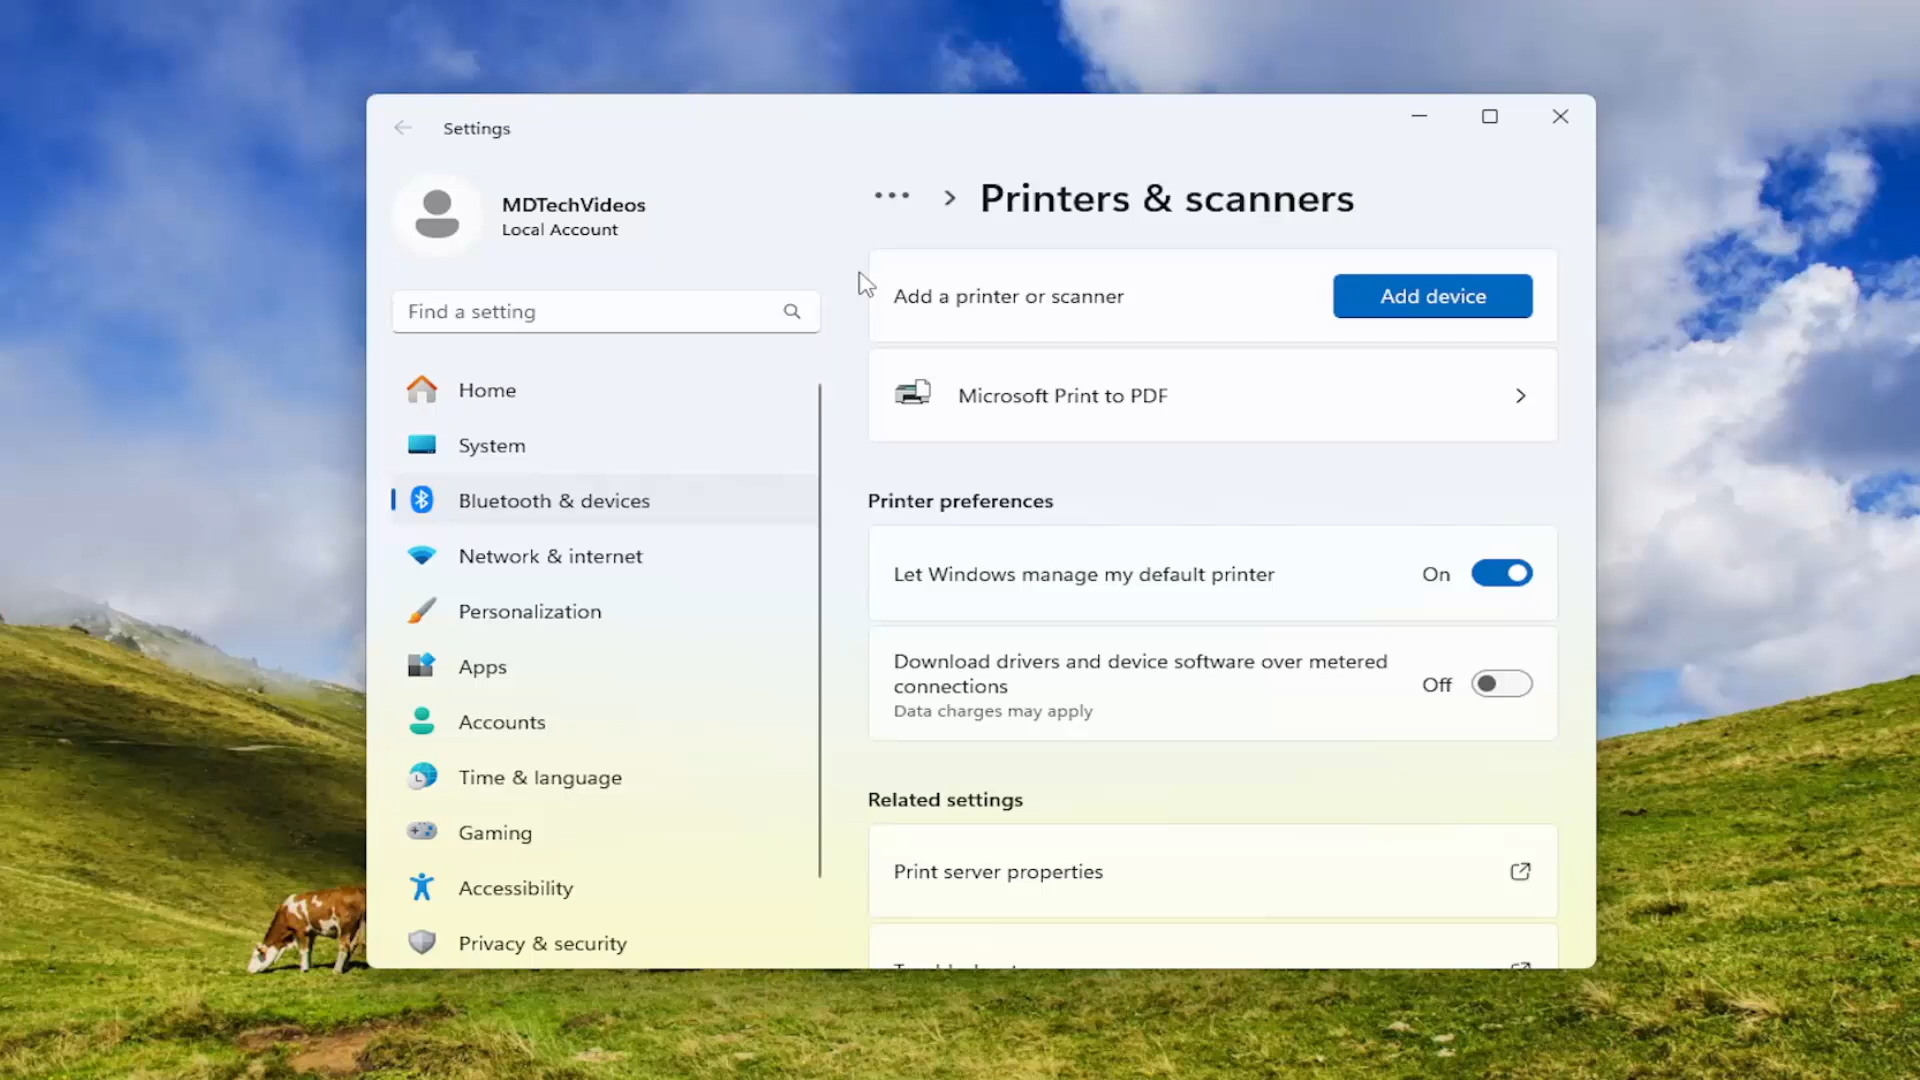 Settings
MDTechVideos
Local Account
Find a setting
Home
System
Bluetooth & devices
Network & internet
Personalization
Apps
Accounts
Time & language
Gaming
Accessibility
Privacy & security
Printers & scanners
Add a printer or scanner
Add device
Microsoft Print to PDF
Printer preferences
Let Windows manage my default printer
On
Download drivers and device software over metered
connections
Off
Data charges may apply
Related settings
Print server properties